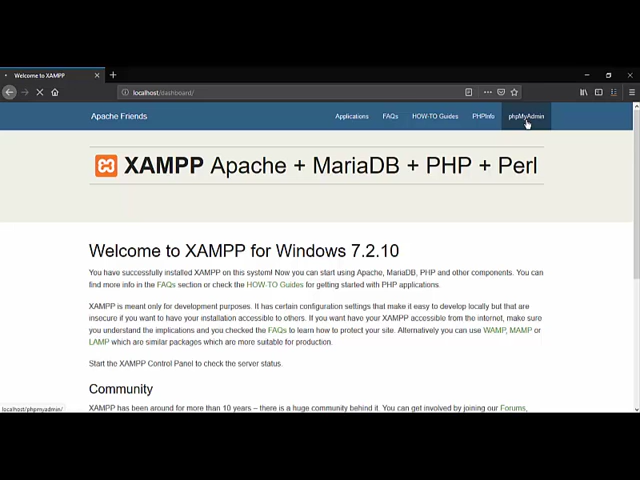 Welcome to XAMPP
localhost/dashboard/
Apache Friends
Applications FAQs HOW-TO Guides PHPInfo phpMyAdmin
XAMPP Apache + MariaDB + PHP + Perl
Welcome to XAMPP for Windows 7.2.10
You have successfully installed XAMPP on this system! Now you can start using Apache, MariaDB, PHP and other components. You can
find more info in the FAQs section or check the HOW-TO Guides for getting started with PHP applications.
XAMPP is meant only for development purposes. It has certain configuration settings that make it easy to develop locally but that are
insecure if you want to have your installation accessible to others. If you want have your XAMPP accessible from the internet, make sure
you understand the implications and you checked the FAQs to learn how to protect your site. Alternatively you can use WAMP, MAMP or
LAMP which are similar packages which are more suitable for production.
Start the XAMPP Control Panel to check the server status.
Community
XAMPP has been around for more than 10 years – there is a huge community behind it. You can get involved by joining our Forums,
localhost/phpmyadmin/